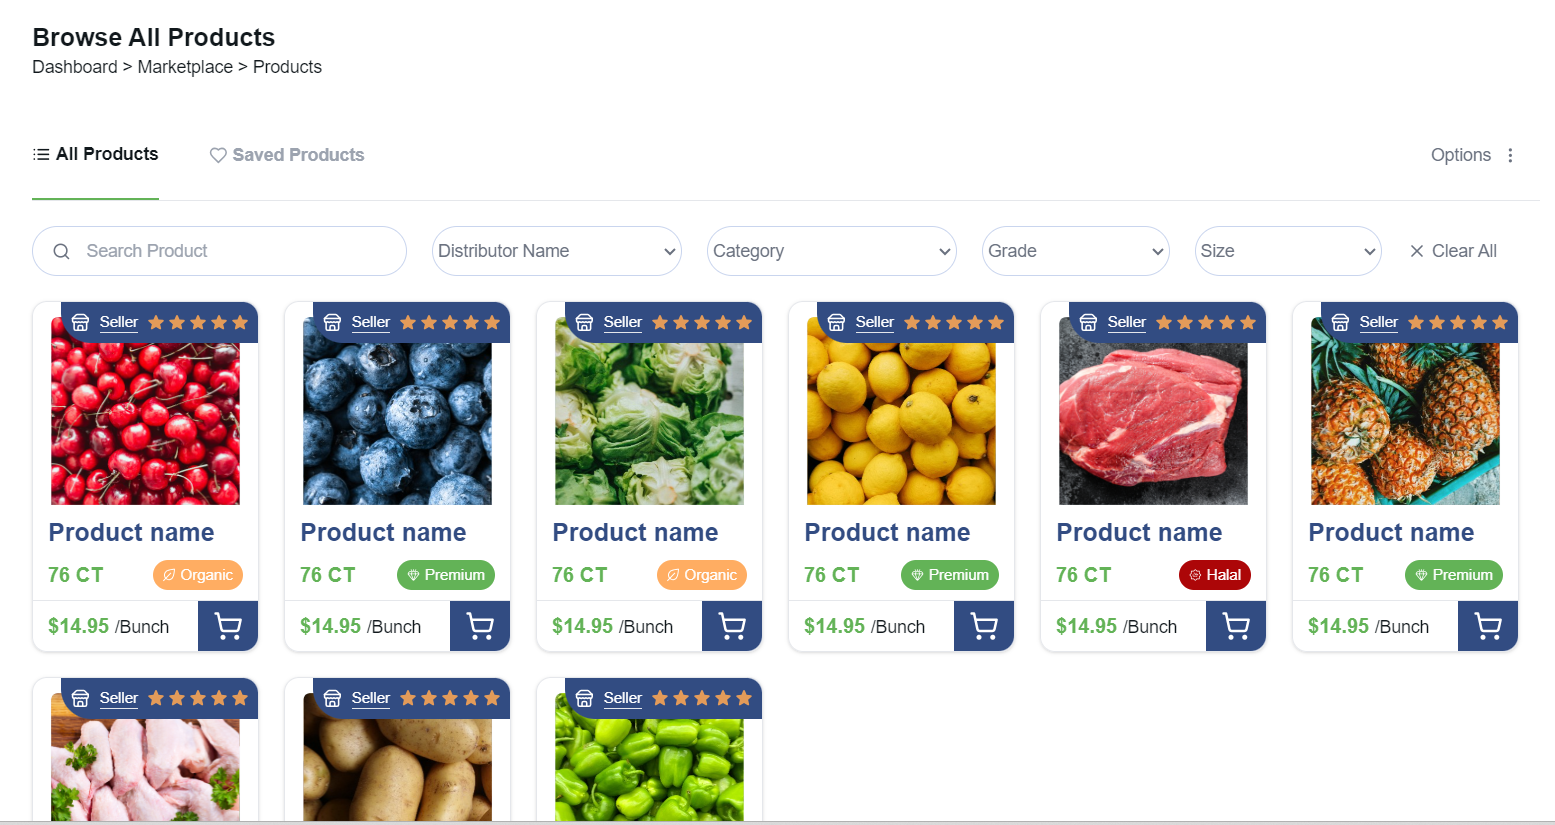 Browse All Products
Dashboard > Marketplace > Products
All Products
Saved Products
Options
Search Product
Distributor Name
Category
Grade
Size
Clear All
Seller
Seller
Seller
Seller
Seller
Seller
Product name
Product name
Product name
Product name
Product name
Product name
76 CT Organic
76 CT Premium
76 CT Organic
76 CT Premium
76 CT Halal
76 CT Premium
$14.95 /Bunch
$14.95 /Bunch
$14.95 /Bunch
$14.95 /Bunch
$14.95 /Bunch
$14.95 /Bunch
Seller
Seller
Seller